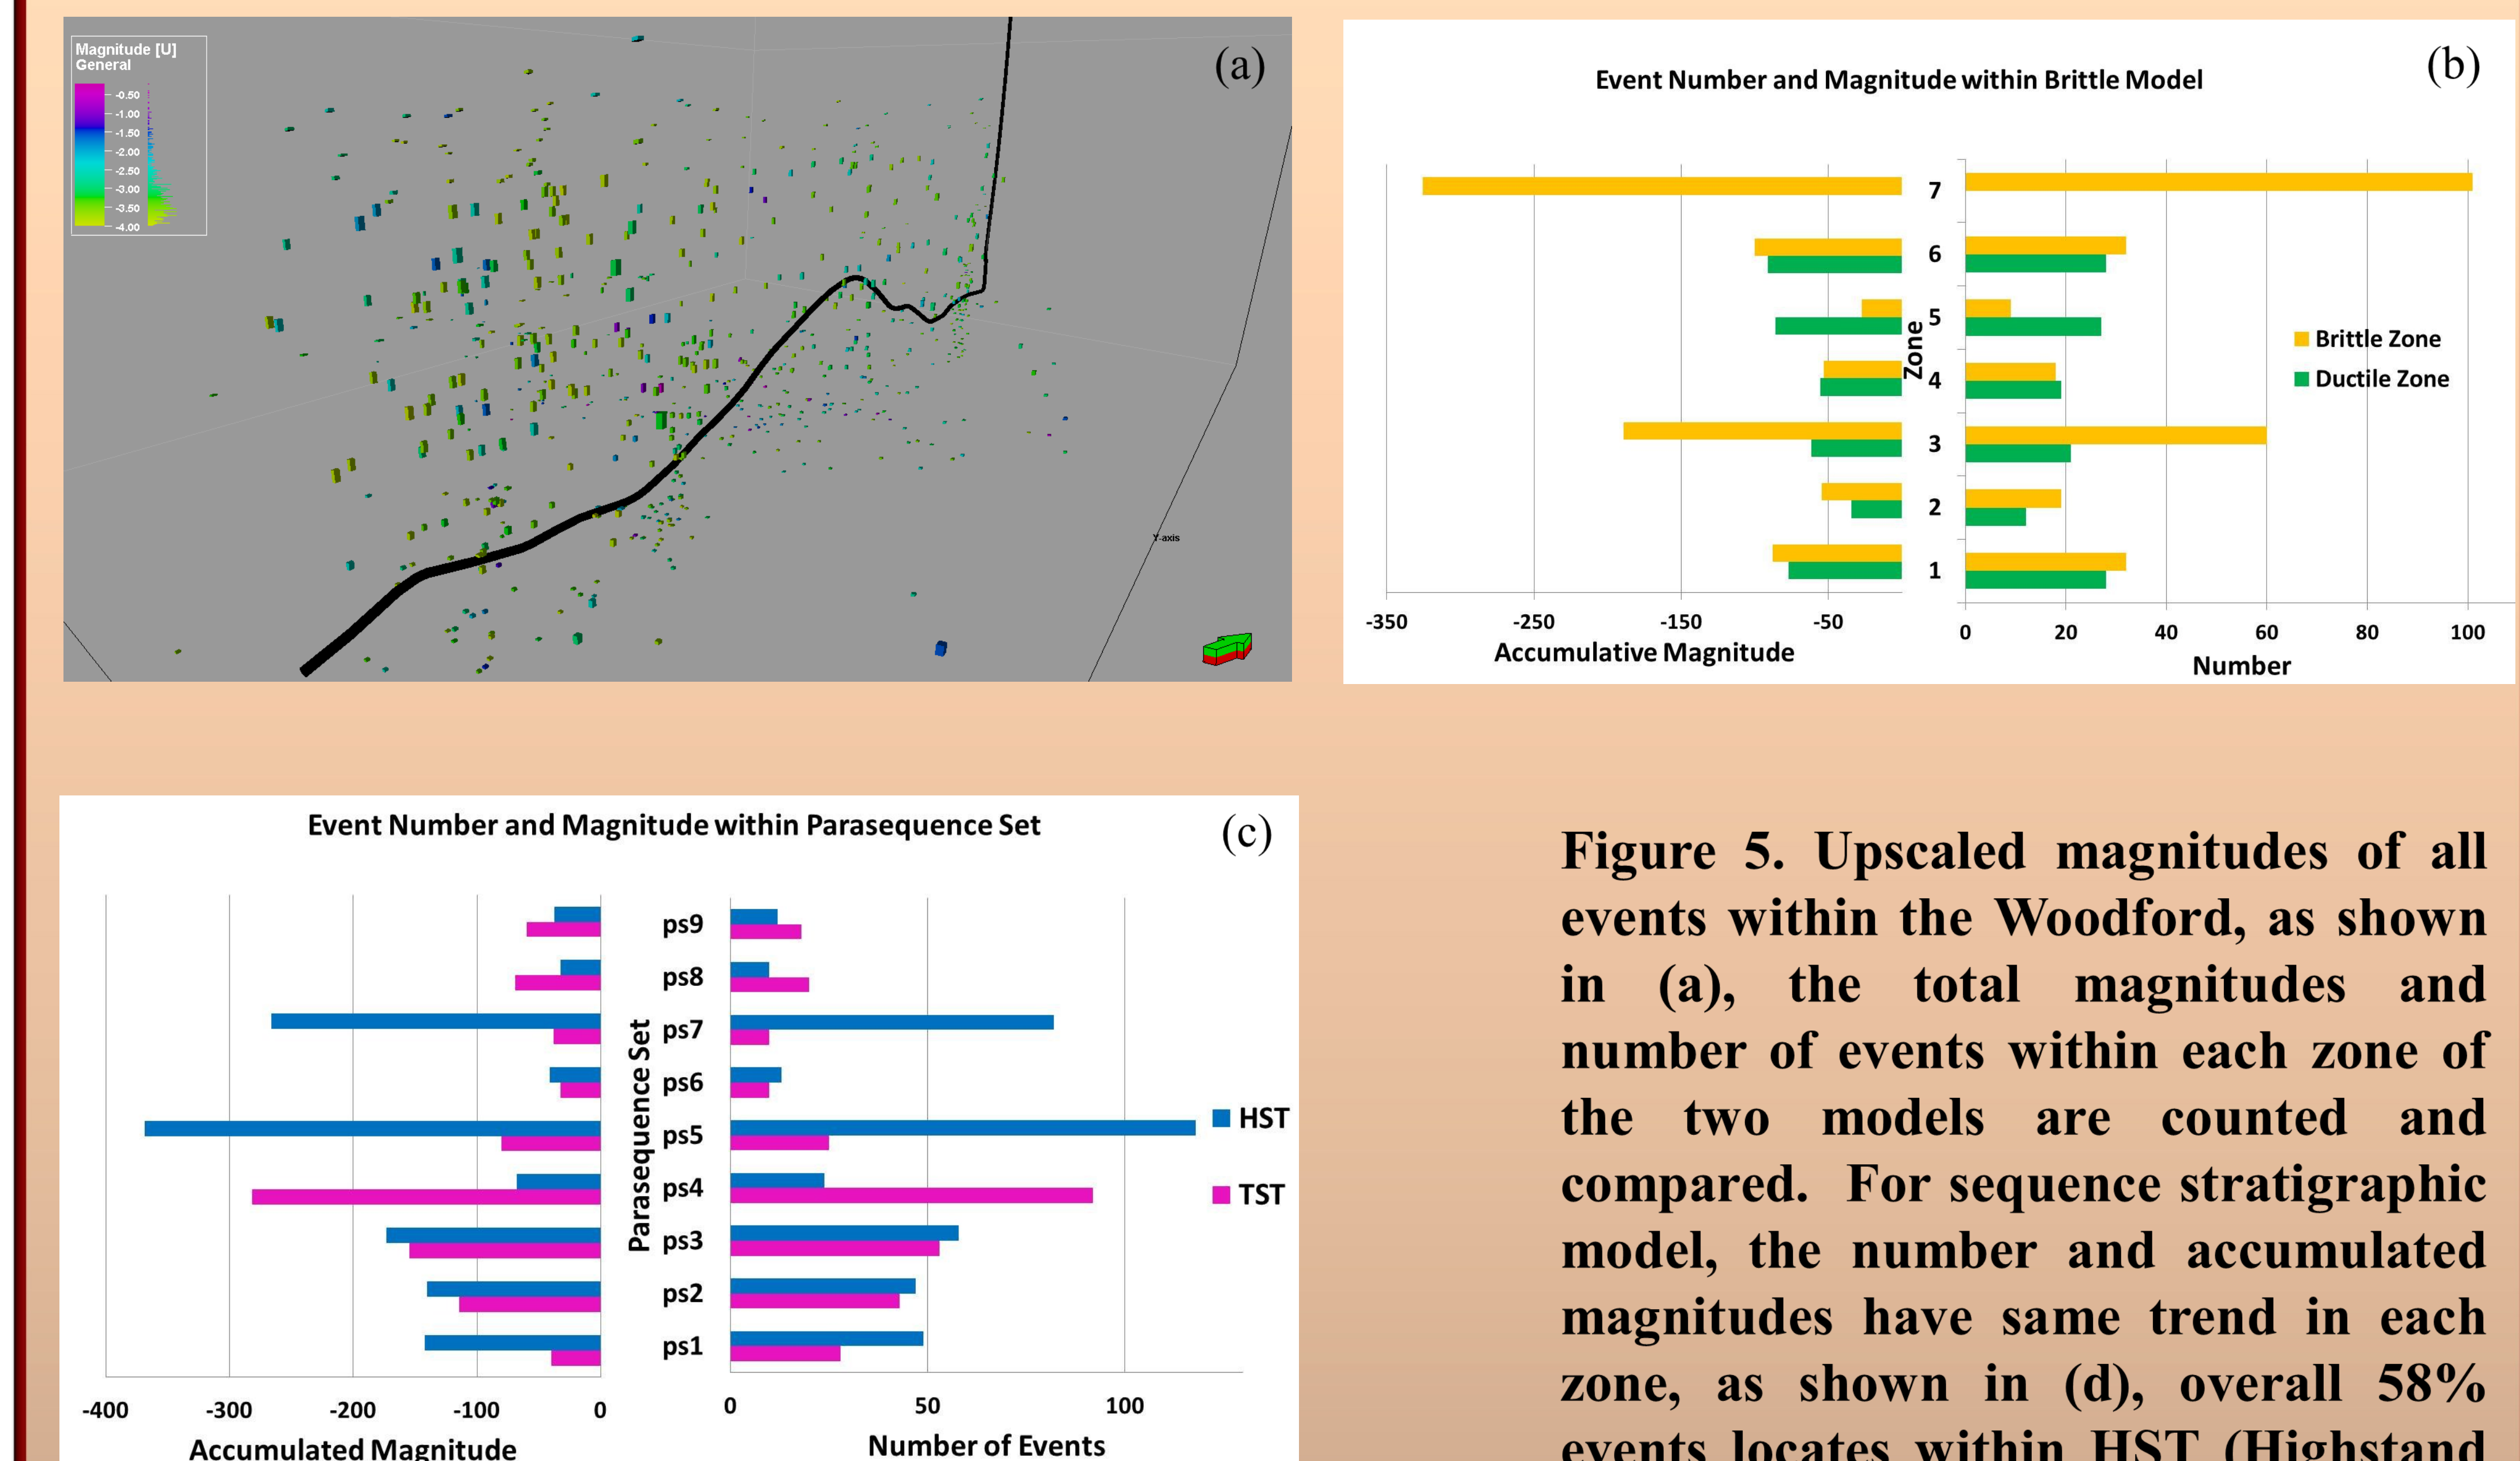 Magnitude [U]
General
-0.50
-1.00
-1.50
-2.00
-2.50
-3.00
-3.50
-4.00
(a)
Y-axis
(b)
Event Number and Magnitude within Brittle Model
7
6
5
4
3
2
1
Zone
Brittle Zone
Ductile Zone
-350 -250 -150 -50
0 20 40 60 80 100
Accumulative Magnitude
Number
Event Number and Magnitude within Parasequence Set
(c)
ps9
ps8
ps7
ps6
ps5
ps4
ps3
ps2
ps1
Parasequence Set
HST
TST
-400 -300 -200 -100 0
0 50 100
Accumulated Magnitude
Number of Events
Figure 5. Upscaled magnitudes of all
events within the Woodford, as shown
in (a), the total magnitudes and
number of events within each zone of
the two models are counted and
compared. For sequence stratigraphic
model, the number and accumulated
magnitudes have same trend in each
zone, as shown in (d), overall 58%
events locates within HST (Highstand